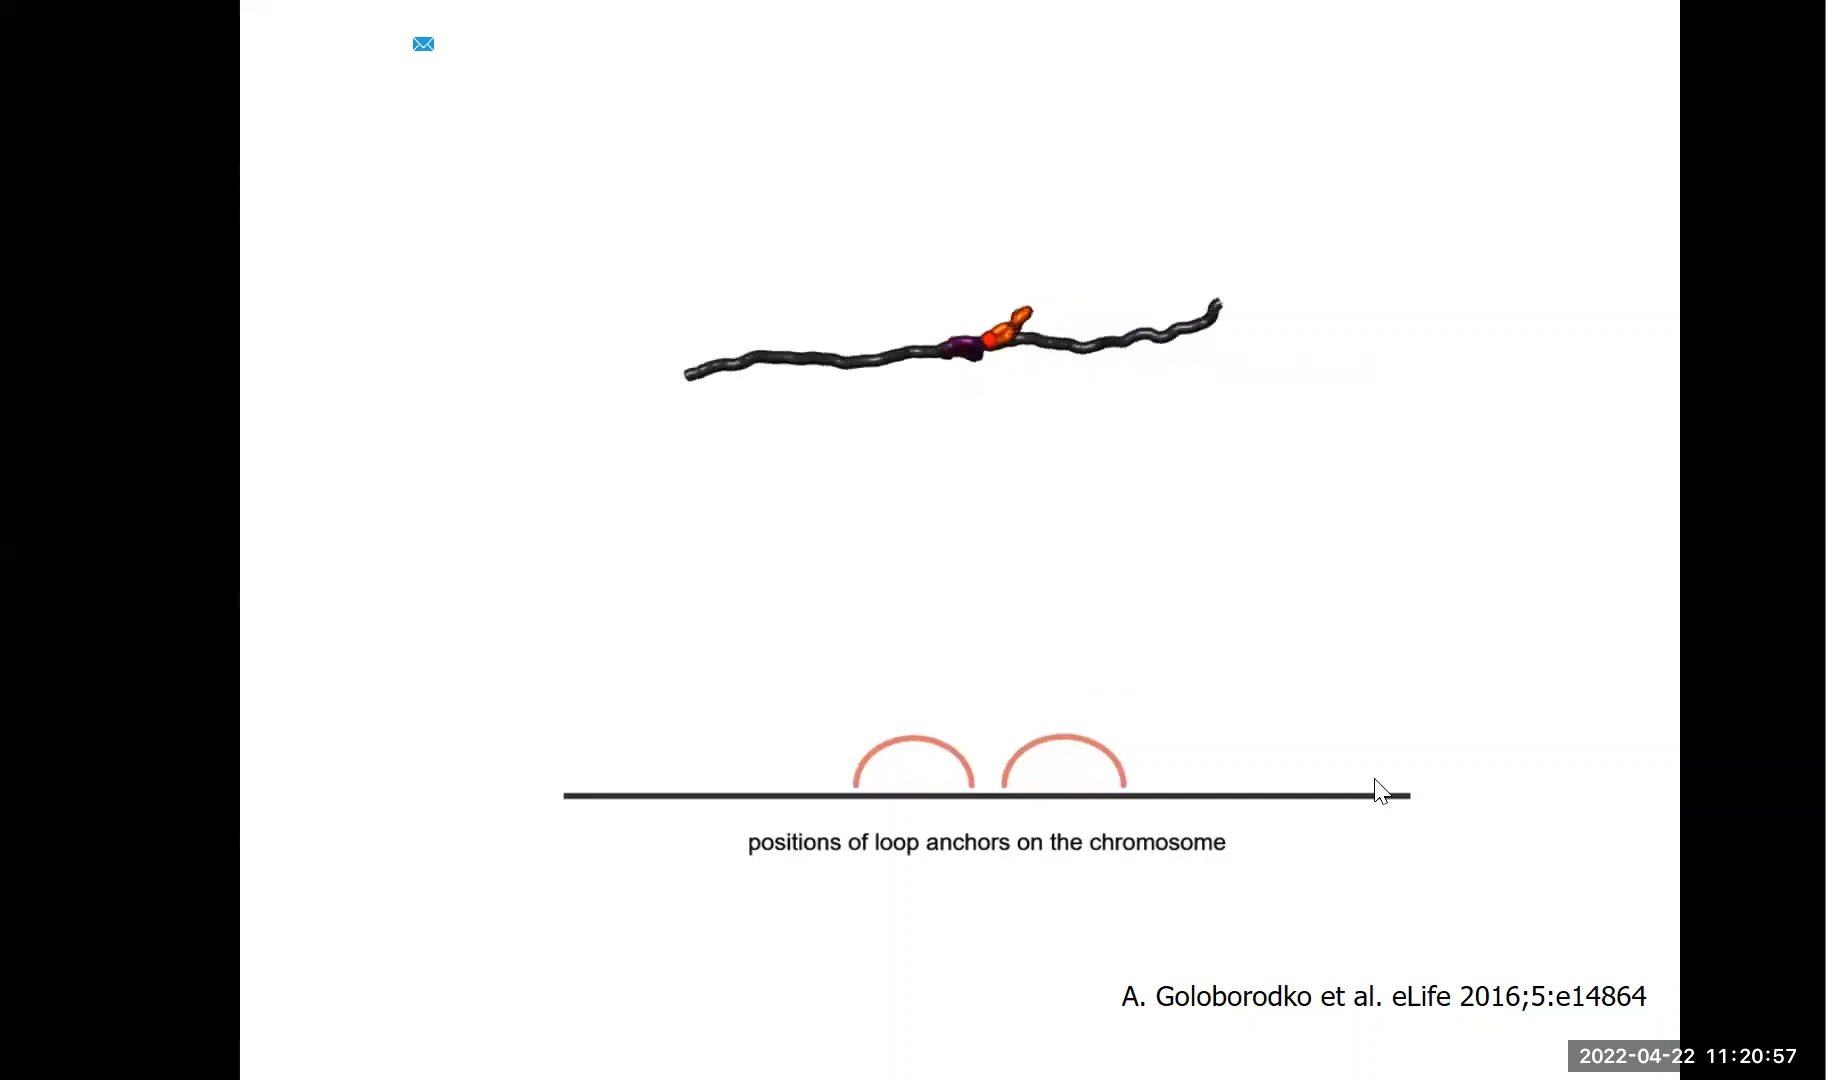 positions of loop anchors on the chromosome
A. Goloborodko et al. eLife 2016;5:e14864
2022-04-22 11:20:57